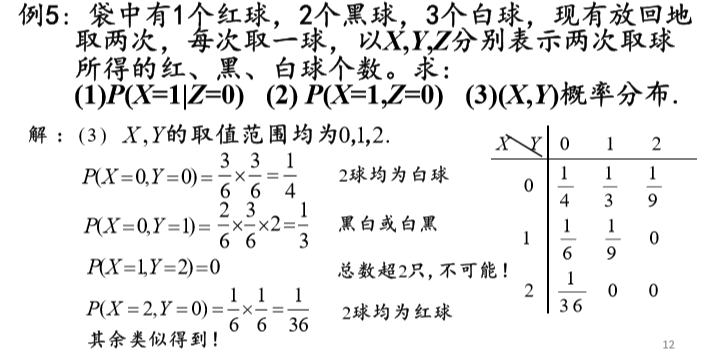 例5: 袋中有1个红球, 2个黑球, 3个白球, 现有放回地
取两次, 每次取一球, 以X,Y,Z分别表示两次取球
所得的红、黑、白球个数。求:
(1)P(X=1|Z=0) (2) P(X=1,Z=0) (3)(X,Y)概率分布.
解: (3) X,Y的取值范围均为0,1,2.
P(X=0,Y=0)=3/6×3/6=1/4 2球均为白球
P(X=0,Y=1)=2/6×3/6×2=1/3 黑白或白黑
P(X=1,Y=2)=0 总数超2只,不可能!
P(X=2,Y=0)=1/6×1/6=1/36 2球均为红球
其余类似得到!
X Y 0 1 2
0 1/4 1/3 1/9
1 1/6 1/9 0
2 1/36 0 0
12